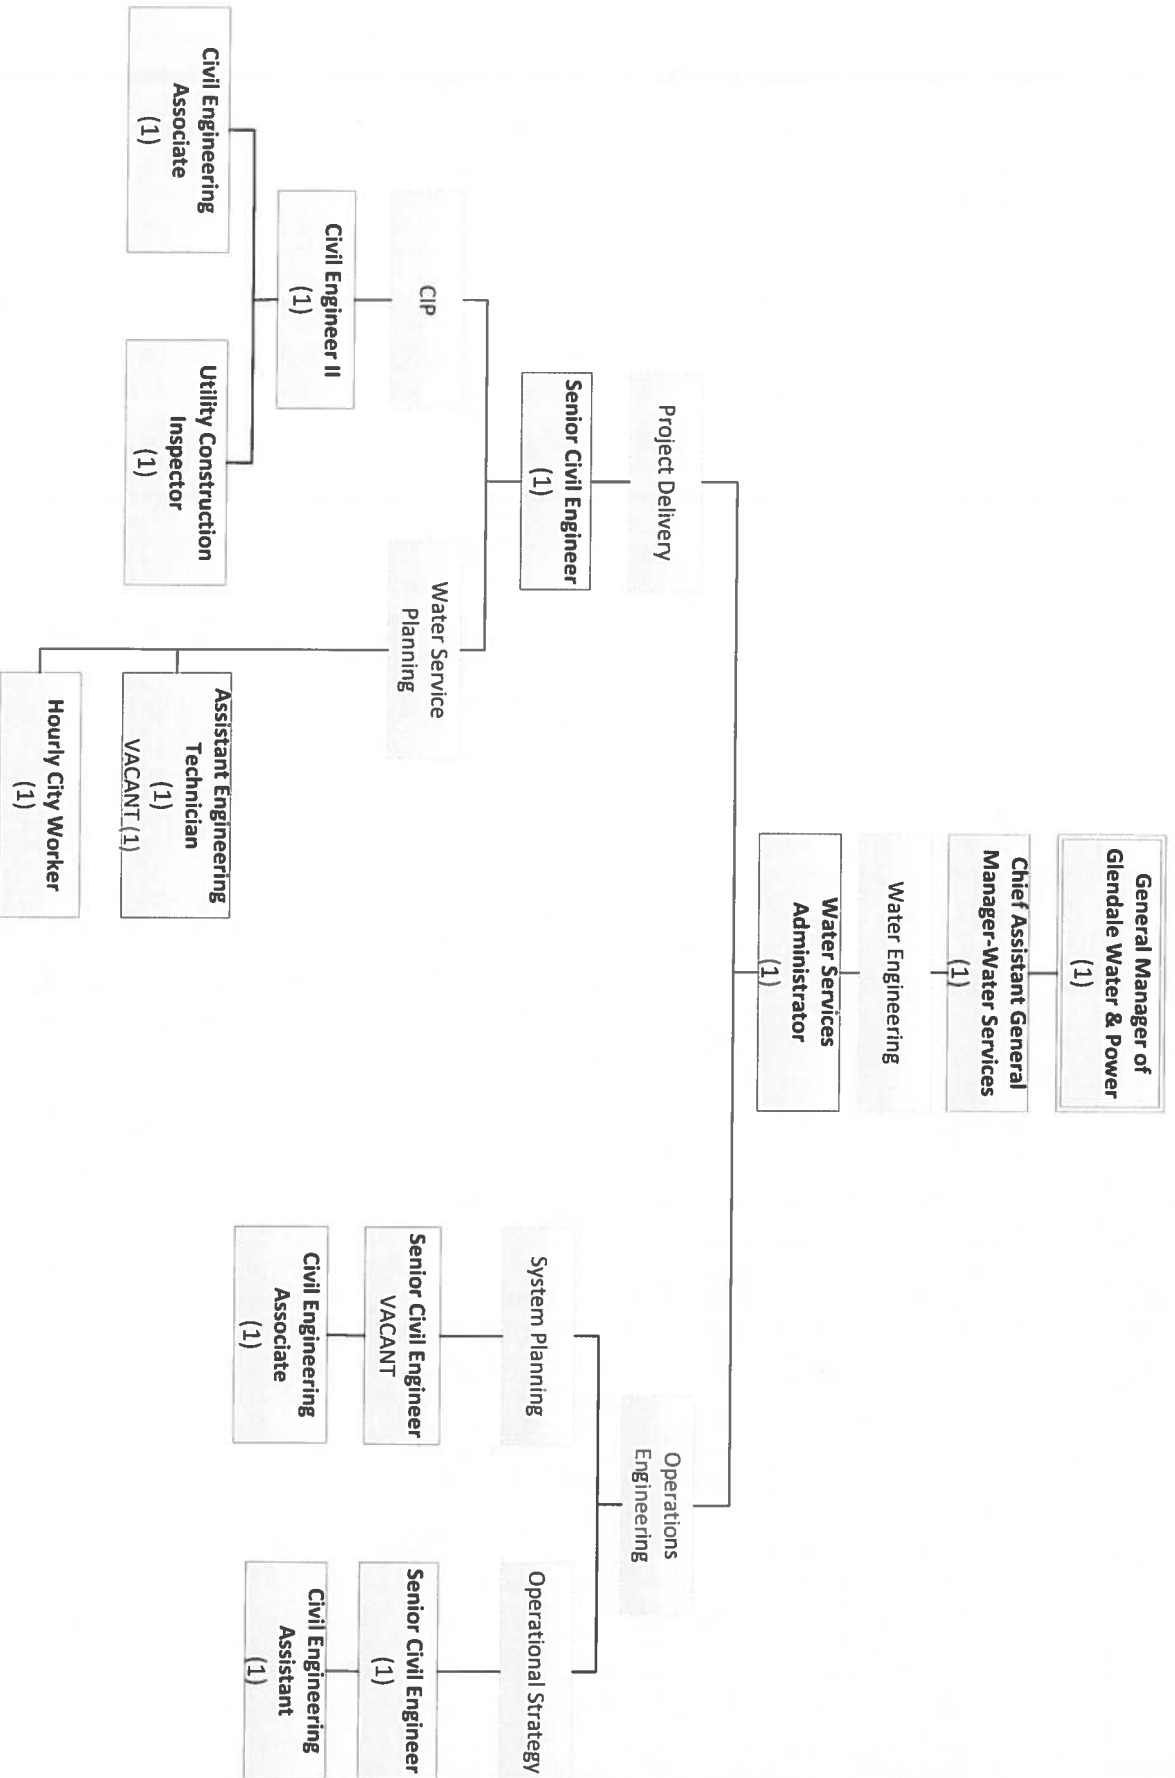 General Manager of
Glendale Water & Power
(1)
Chief Assistant General
Manager-Water Services
(1)
Water Engineering
Water Services
Administrator
(1)
Project Delivery
Senior Civil Engineer
(1)
CIP
Civil Engineer II
(1)
Civil Engineering
Associate
(1)
Utility Construction
Inspector
(1)
Water Service
Planning
Assistant Engineering
Technician
(1)
VACANT (1)
Hourly City Worker
(1)
Operations
Engineering
System Planning
Senior Civil Engineer
VACANT
Civil Engineering
Associate
(1)
Operational Strategy
Senior Civil Engineer
(1)
Civil Engineering
Assistant
(1)